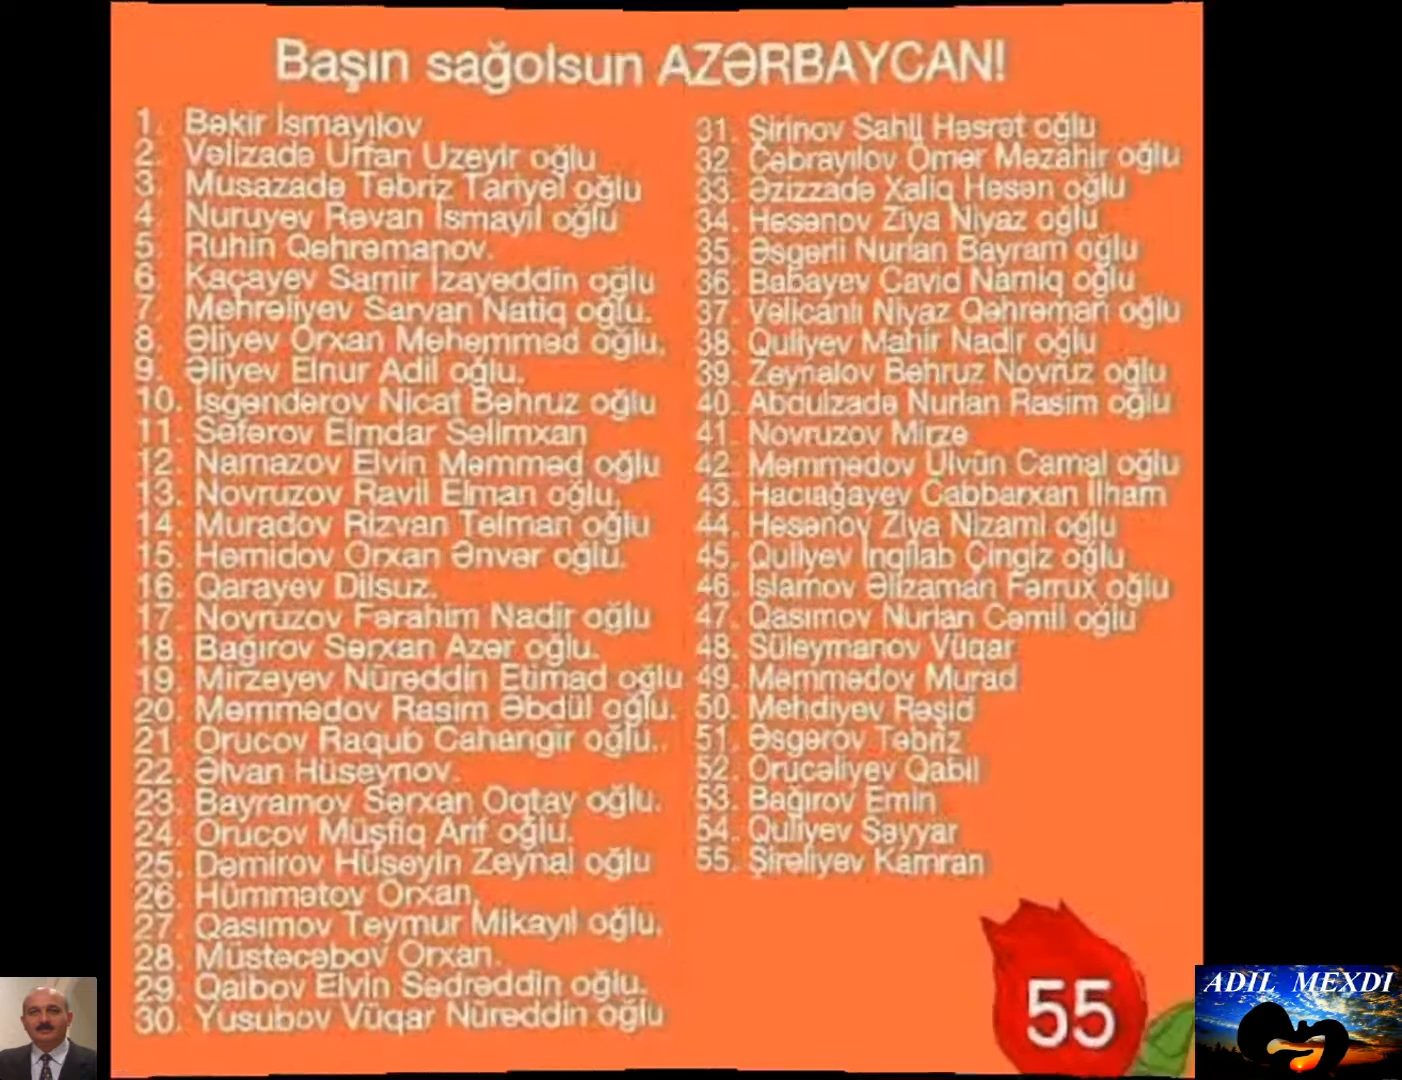 Başın sağolsun AZƏRBAYCAN!
1. Bəkir İsmayılov
2. Vəlizadə Urfan Uzeyir oğlu
3. Musazadə Təbriz Tariyel oğlu
4. Nuruyev Rəvan İsmayıl oğlu
5. Ruhin Qəhrəmanov.
6. Kaçayev Samir İzayəddin oğlu
7. Mehrəliyev Sərvan Natiq oğlu.
8. Əliyev Orxan Məhəmməd oğlu.
9. Əliyev Elnur Adil oğlu.
10. İsgəndərov Nicat Bəhruz oğlu
11. Səfərov Elmdar Səlimxan
12. Namazov Elvin Məmməd oğlu
13. Novruzov Ravil Elman oğlu.
14. Muradov Rizvan Telman oğlu
15. Həmidov Orxan Ənvər oğlu.
16. Qarayev Dilsuz.
17. Novruzov Fərahim Nadir oğlu
18. Bağırov Sərxan Azər oğlu.
19. Mirzəyev Nürəddin Etimad oğlu
20. Məmmədov Rasim Əbdül oğlu.
21. Orucov Raqub Cahangir oğlu..
22. Əlvan Hüseynov.
23. Bayramov Sərxan Oqtay oğlu.
24. Orucov Müşfiq Arif oğlu.
25. Dəmirov Hüseyin Zeynal oğlu
26. Hümmətov Orxan,
27. Qasımov Teymur Mikayıl oğlu.
28. Müstəcəbov Orxan.
29. Qaibov Elvin Sədrəddin oğlu.
30. Yusubov Vüqar Nürəddin oğlu
31. Şirinov Sahil Həsrət oğlu
32. Cəbrayılov Ömər Məzahir oğlu
33. Əzizzadə Xaliq Həsən oğlu
34. Həsənov Ziya Niyaz oğlu
35. Əsgərli Nurlan Bayram oğlu
36. Babayev Cavid Namiq oğlu
37. Vəlicanlı Niyaz Qəhrəman oğlu
38. Quliyev Mahir Nadir oğlu
39. Zeynalov Behruz Novruz oğlu
40. Abdulzadə Nurlan Rasim oğlu
41. Novruzov Mirzə
42. Məmmədov Ülvün Camal oğlu
43. Hacıağayev Cabbarxan İlham
44. Həsənov Ziya Nizami oğlu
45. Quliyev İnqilab Çingiz oğlu
46. İslamov Əlizaman Fərrux oğlu
47. Qasımov Nurlan Cəmil oğlu
48. Süleymanov Vüqar
49. Məmmədov Murad
50. Mehdiyev Rəşid
51. Əsgərov Təbriz
52. Orucəliyev Qabil
53. Bağırov Emin
54. Quliyev Səyyar
55. Şirəliyev Kamran
55
ADIL MEXDI